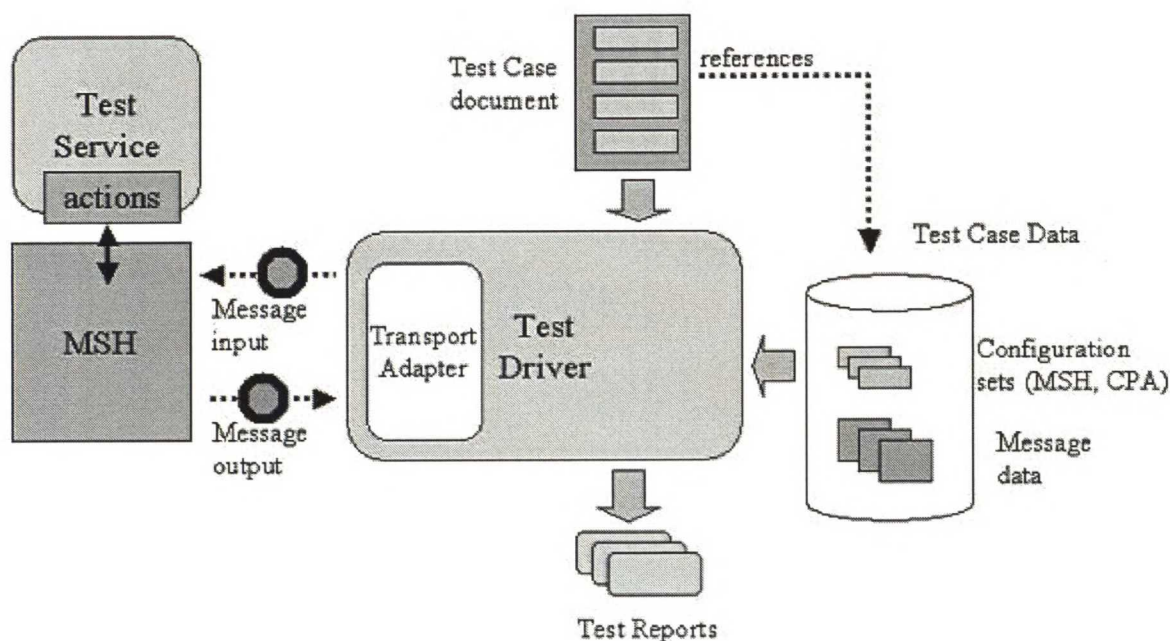 Test
Service
actions
MSH
Message
input
Message
output
Transport
Adapter
Test
Driver
Test Case
document
references
Test Case Data
Configuration
sets (MSH, CPA)
Message
data
Test Reports